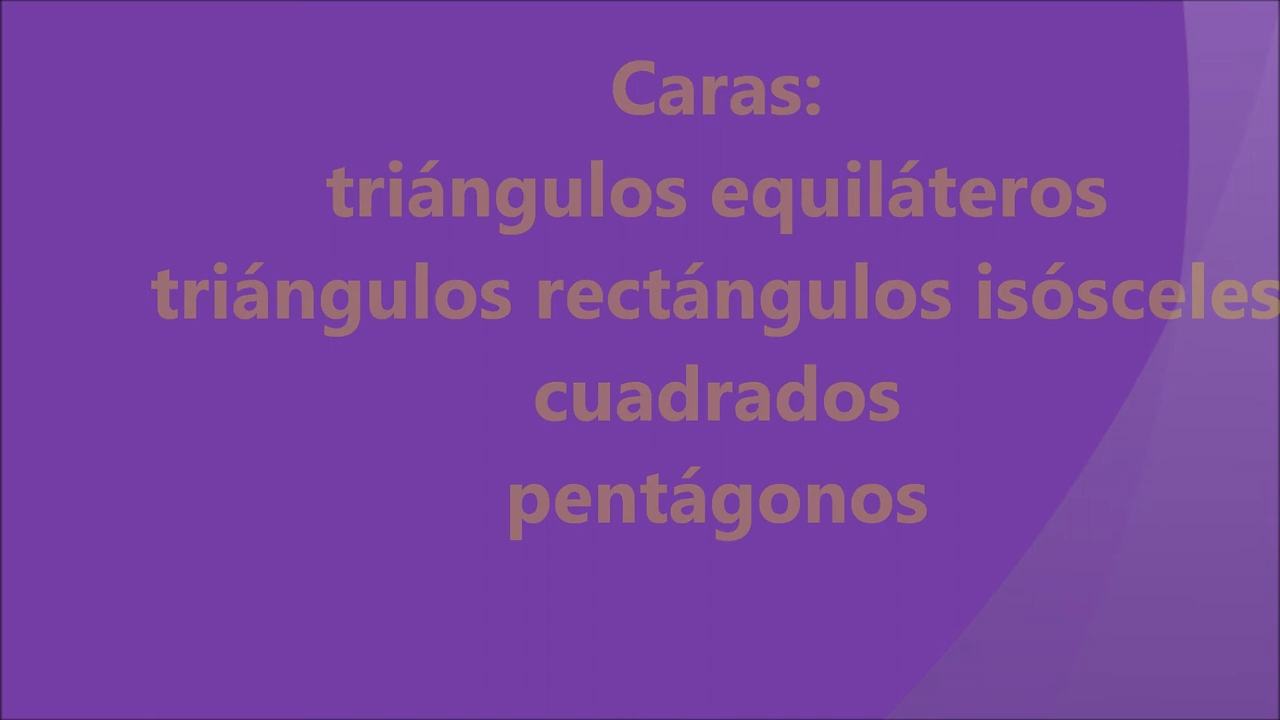 Caras:
triángulos equiláteros
triángulos rectángulos isósceles
cuadrados
pentágonos